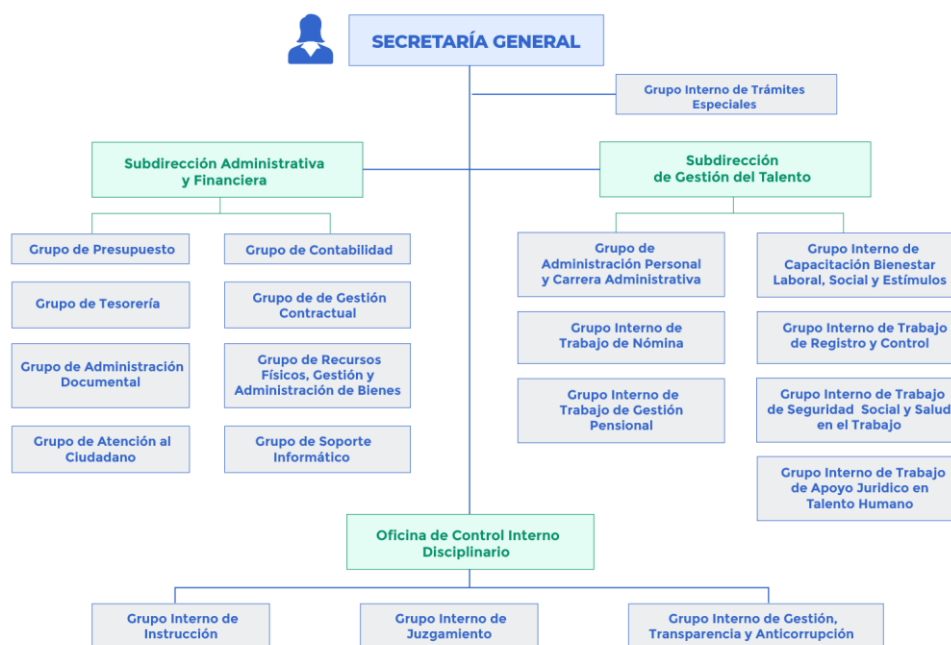 SECRETARÍA GENERAL
Grupo Interno de Trámites
Especiales
Subdirección Administrativa
y Financiera
Subdirección
de Gestión del Talento
Grupo de Presupuesto
Grupo de Contabilidad
Grupo de Tesorería
Grupo de de Gestión
Contractual
Grupo de Administración
Documental
Grupo de Recursos
Físicos, Gestión y
Administración de Bienes
Grupo de Atención al
Ciudadano
Grupo de Soporte
Informático
Grupo de
Administración Personal
y Carrera Administrativa
Grupo Interno de
Capacitación Bienestar
Laboral, Social y Estímulos
Grupo Interno de
Trabajo de Nómina
Grupo Interno de Trabajo
de Registro y Control
Grupo Interno de
Trabajo de Gestión
Pensional
Grupo Interno de Trabajo
de Seguridad Social y Salud
en el Trabajo
Grupo Interno de Trabajo
de Apoyo Juridico en
Talento Humano
Oficina de Control Interno
Disciplinario
Grupo Interno de
Instrucción
Grupo Interno de
Juzgamiento
Grupo Interno de Gestión,
Transparencia y Anticorrupción